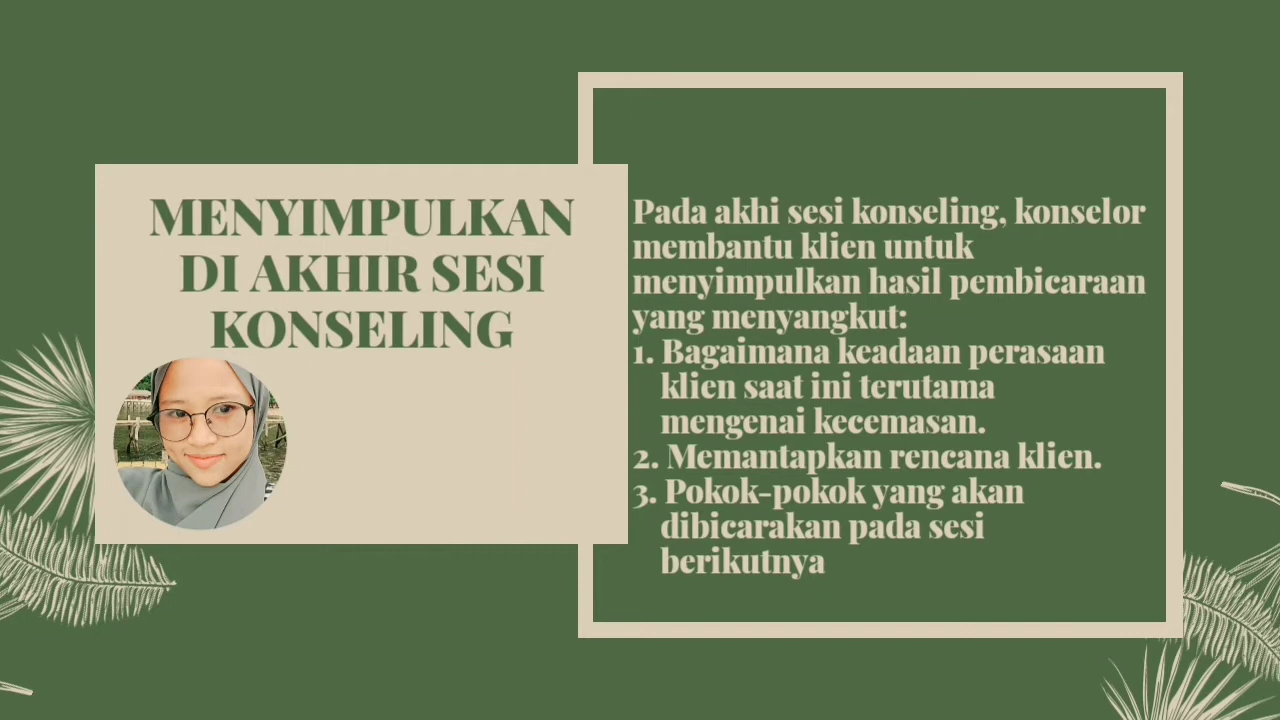 MENYIMPULKAN
DI AKHIR SESI
KONSELING
Pada akhi sesi konseling, konselor
membantu klien untuk
menyimpulkan hasil pembicaraan
yang menyangkut:
1. Bagaimana keadaan perasaan
klien saat ini terutama
mengenai kecemasan.
2. Memantapkan rencana klien.
3. Pokok-pokok yang akan
dibicarakan pada sesi
berikutnya